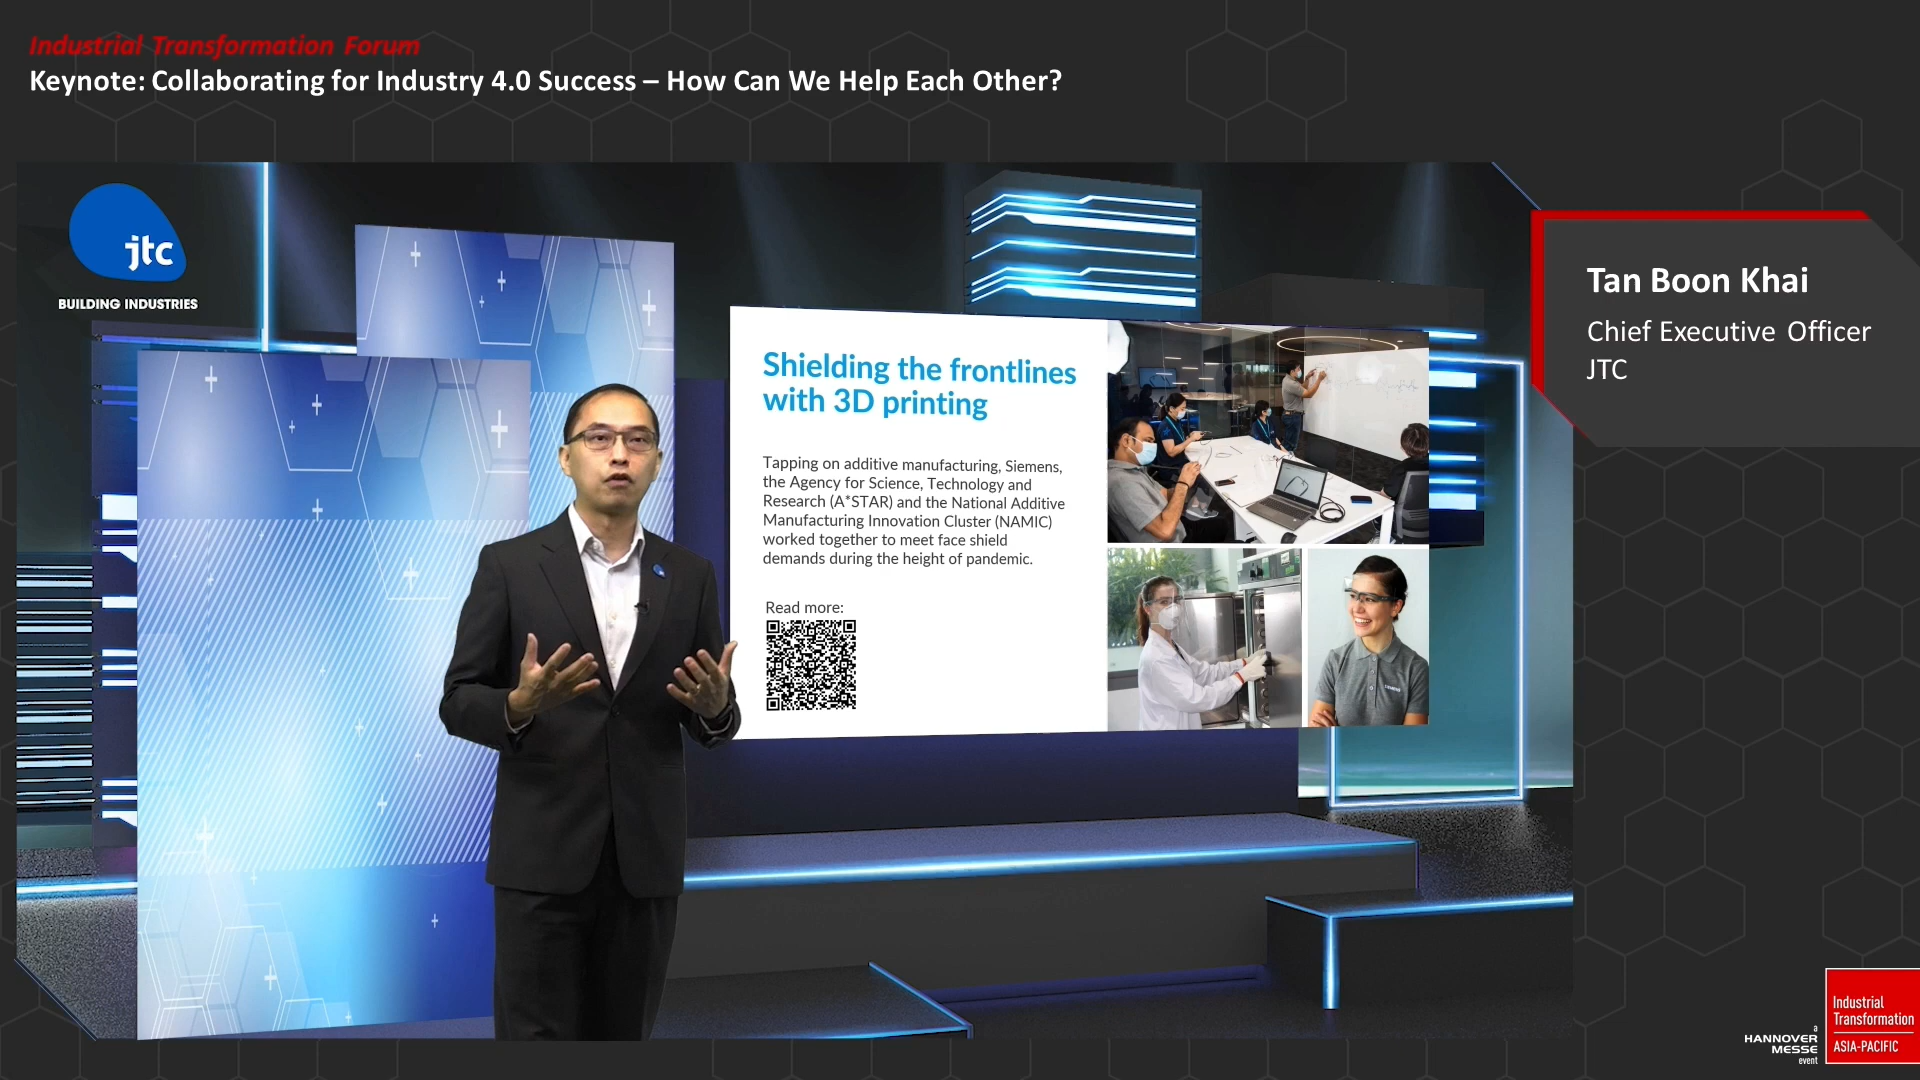 Industrial Transformation Forum
Keynote: Collaborating for Industry 4.0 Success – How Can We Help Each Other?
jtc
BUILDING INDUSTRIES
Shielding the frontlines
with 3D printing
Tapping on additive manufacturing, Siemens,
the Agency for Science, Technology and
Research (A*STAR) and the National Additive
Manufacturing Innovation Cluster (NAMIC)
worked together to meet face shield
demands during the height of pandemic.
Read more:
Tan Boon Khai
Chief Executive Officer
JTC
a
HANNOVER
MESSE
event
Industrial
Transformation
ASIA-PACIFIC